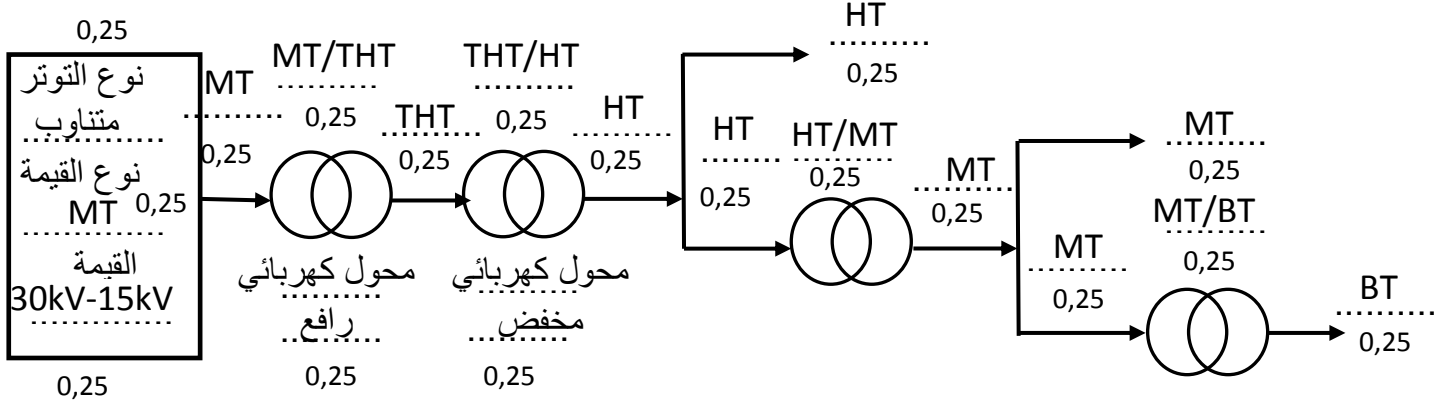 0,25
نوع التوتر
متناوب
نوع القيمة
0,25
MT
القيمة
30kV-15kV
0,25
MT
0,25
MT/THT
0,25
محول كهربائي
رافع
0,25
THT
0,25
THT/HT
0,25
محول كهربائي
مخفض
0,25
HT
0,25
HT
0,25
HT
0,25
HT/MT
0,25
MT
0,25
MT
0,25
MT
0,25
MT/BT
0,25
BT
0,25